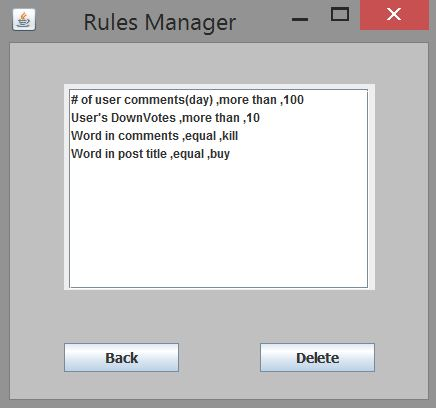 Rules Manager
# of user comments(day) ,more than ,100
User's DownVotes ,more than ,10
Word in comments ,equal ,kill
Word in post title ,equal ,buy
Back
Delete